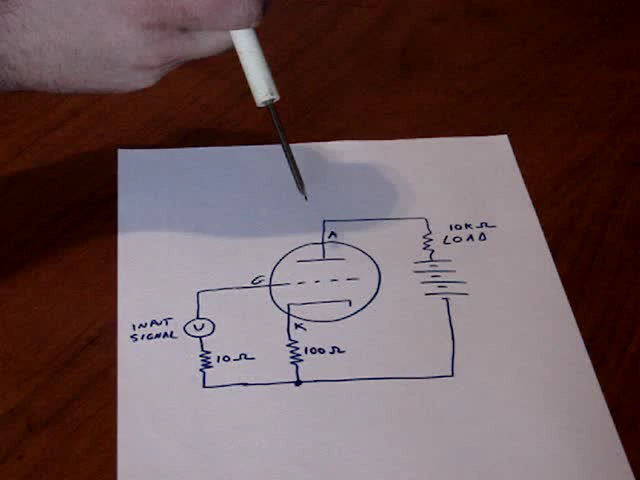 A
10KΩ
LOAD
G
INPUT
SIGNAL
V
K
10Ω
100Ω